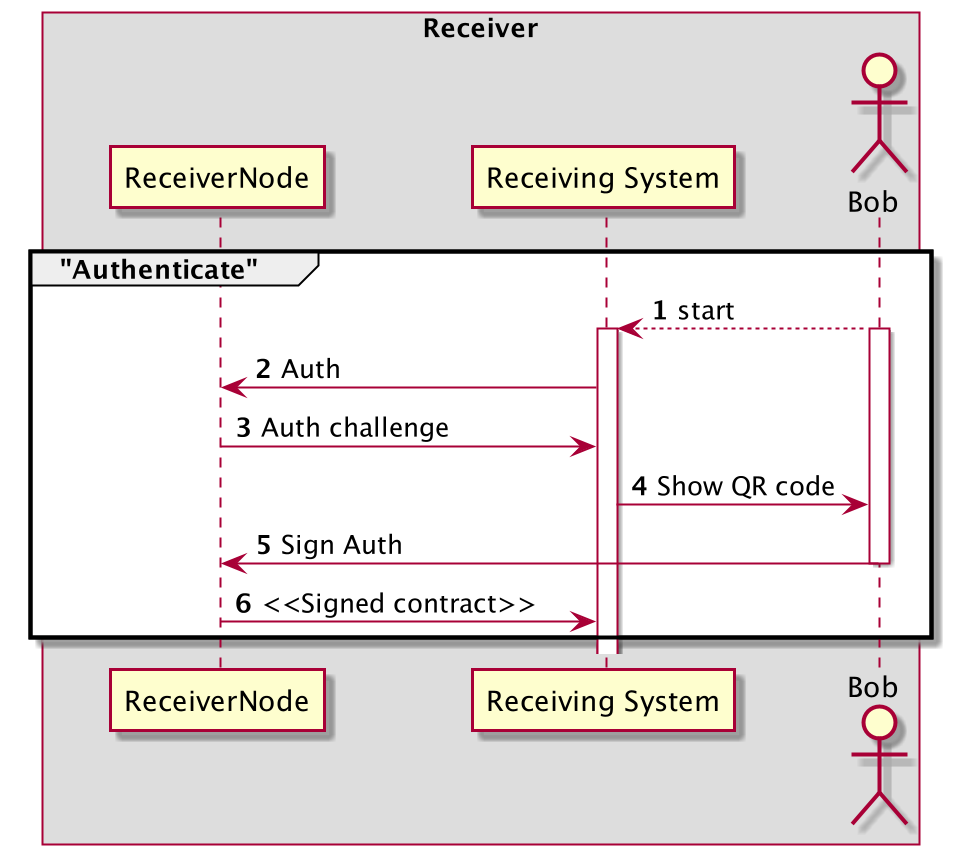 Receiver
ReceiverNode
Receiving System
Bob
"Authenticate"
1 start
2 Auth
3 Auth challenge
4 Show QR code
5 Sign Auth
6 <<Signed contract>>
ReceiverNode
Receiving System
Bob